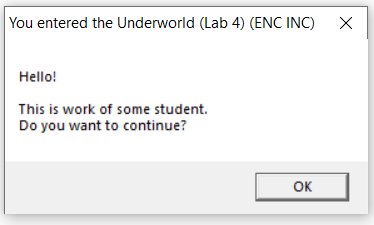 You entered the Underworld (Lab 4) (ENC INC)
Hello!
This is work of some student.
Do you want to continue?
OK